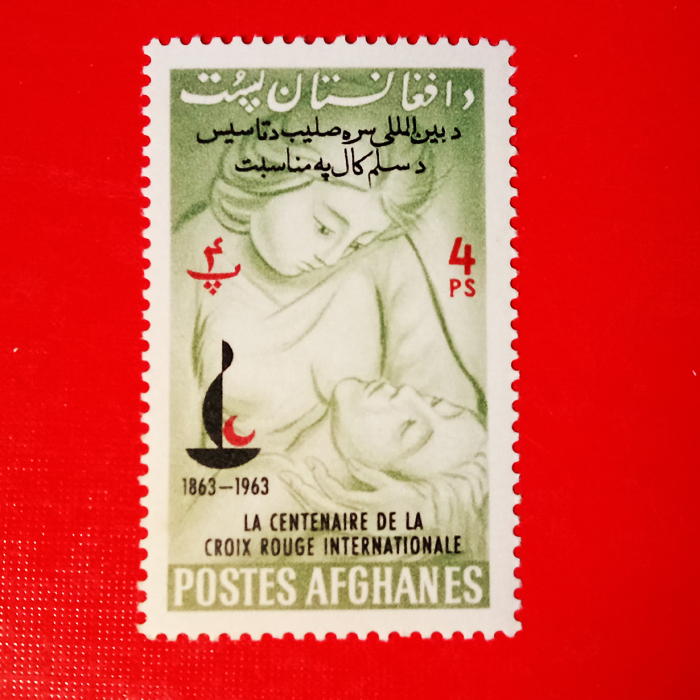 د افغانستان پست
د بین المللی سره صلیب د تاسیس
د سلم کال په مناسبت
۴
پ
4
PS
1863–1963
LA CENTENAIRE DE LA
CROIX ROUGE INTERNATIONALE
POSTES AFGHANES